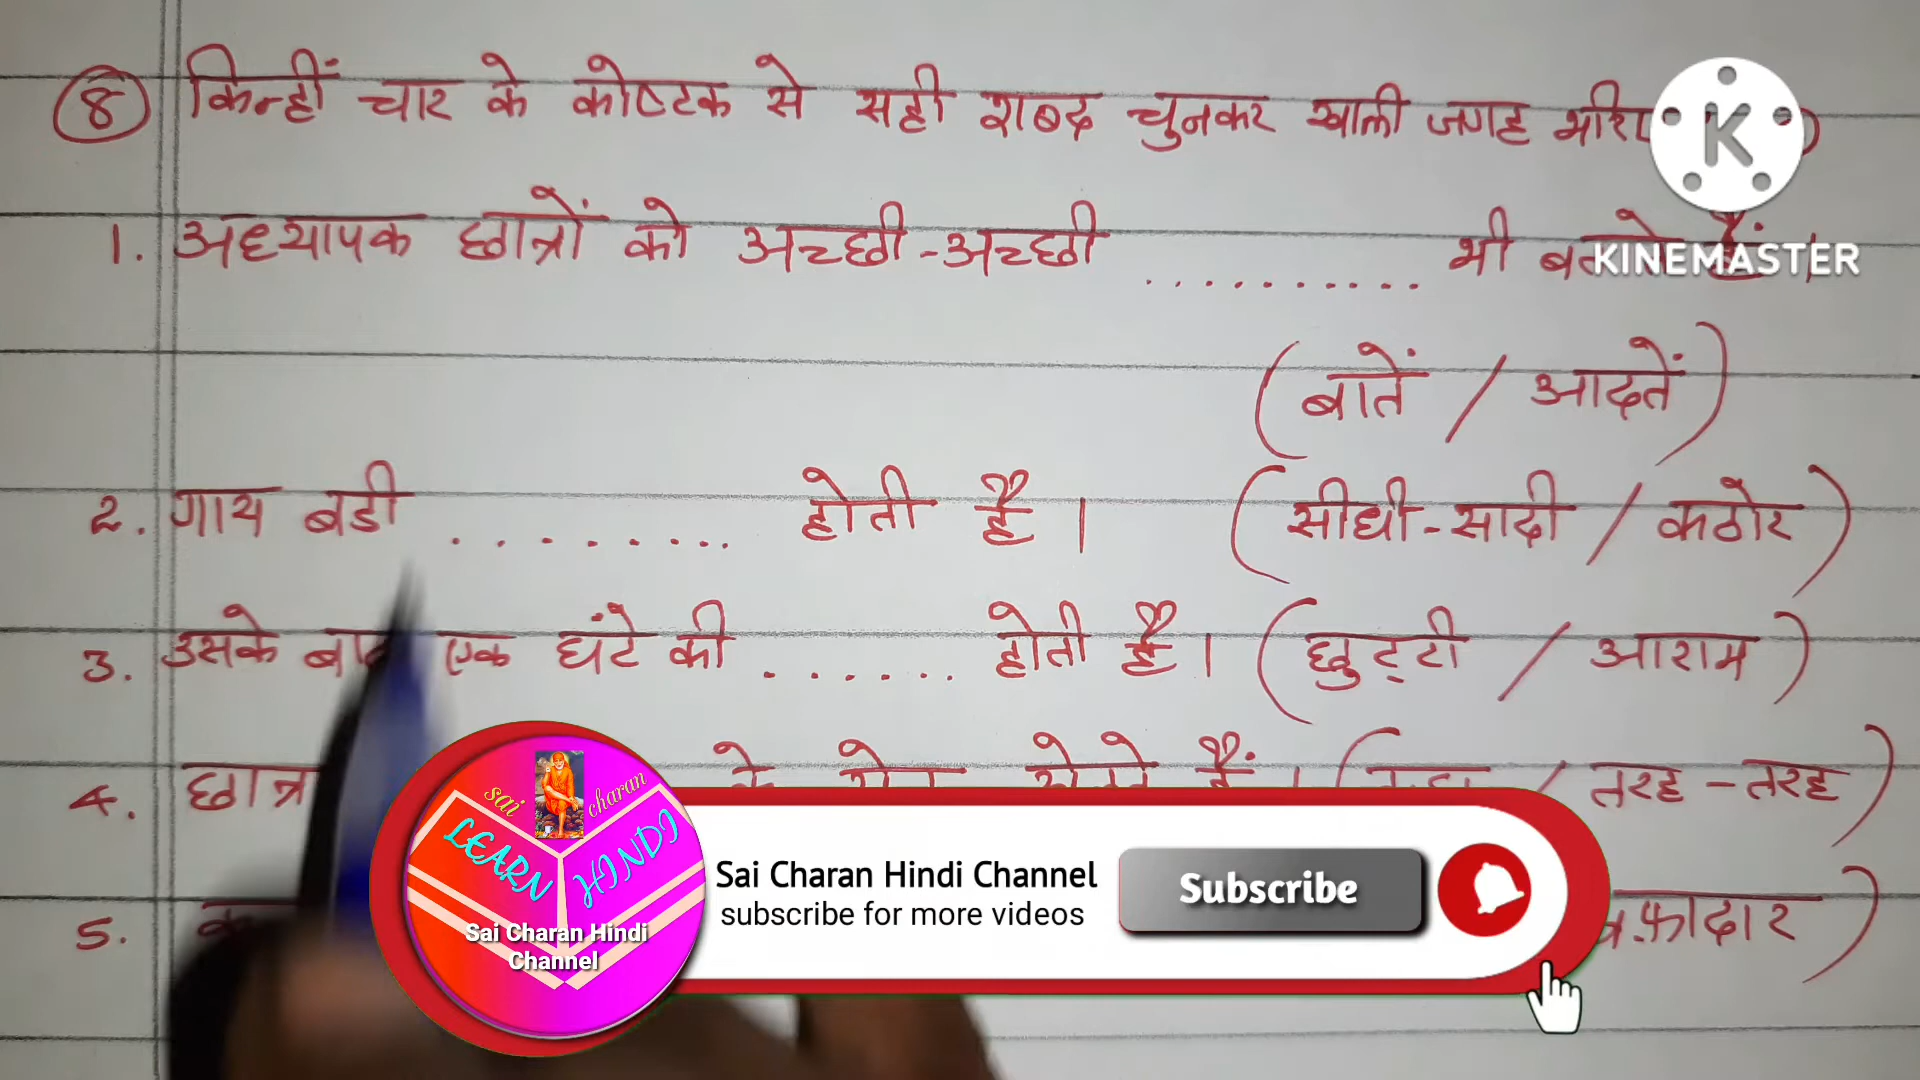 8 किन्हीं चार के कोष्टक से सही शब्द चुनकर खाली जगह
1. अध्यापक छात्रों को अच्छी-अच्छी .......... भी
KINEMASTER
(बातें / आदतें)
2. गाय बडी ......... होती है। (सीधी-सादी / कठोर)
3. उसके बाद एक घंटे की ...... होती है। (छुट्टी / आराम)
4. के खेल खेलते हैं। / तरह-तरह)
5. वफ़ादार)
sai charan
LEARN HINDI
Sai Charan Hindi
Channel
Sai Charan Hindi Channel
subscribe for more videos
Subscribe